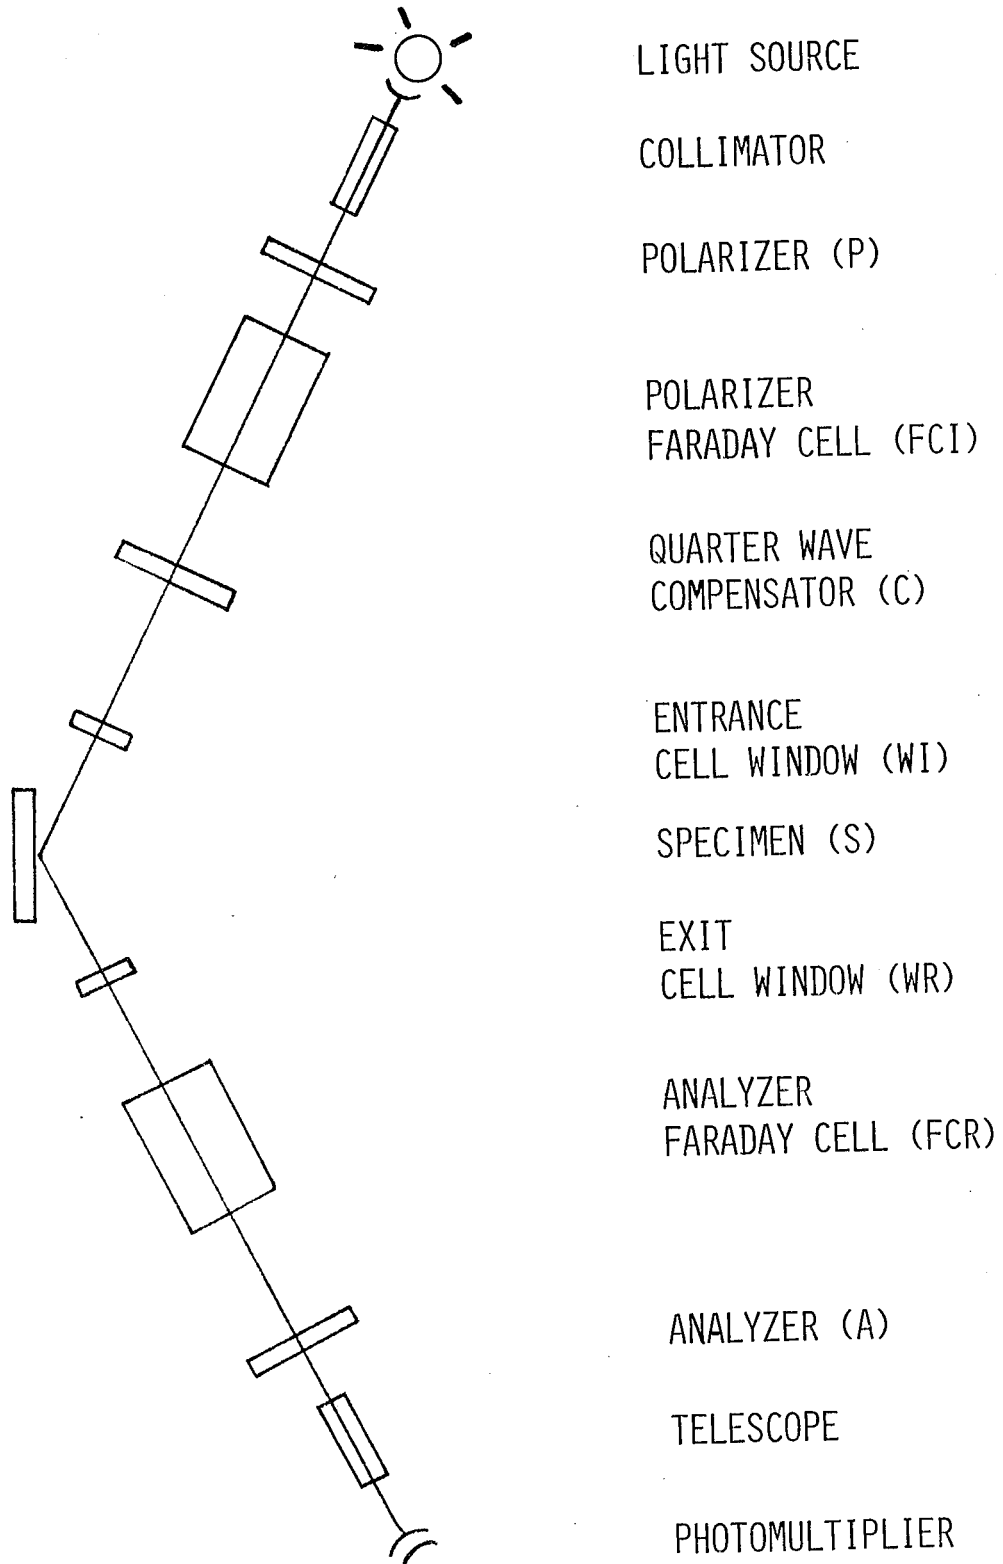 LIGHT SOURCE
COLLIMATOR
POLARIZER (P)
POLARIZER
FARADAY CELL (FCI)
QUARTER WAVE
COMPENSATOR (C)
ENTRANCE
CELL WINDOW (WI)
SPECIMEN (S)
EXIT
CELL WINDOW (WR)
ANALYZER
FARADAY CELL (FCR)
ANALYZER (A)
TELESCOPE
PHOTOMULTIPLIER